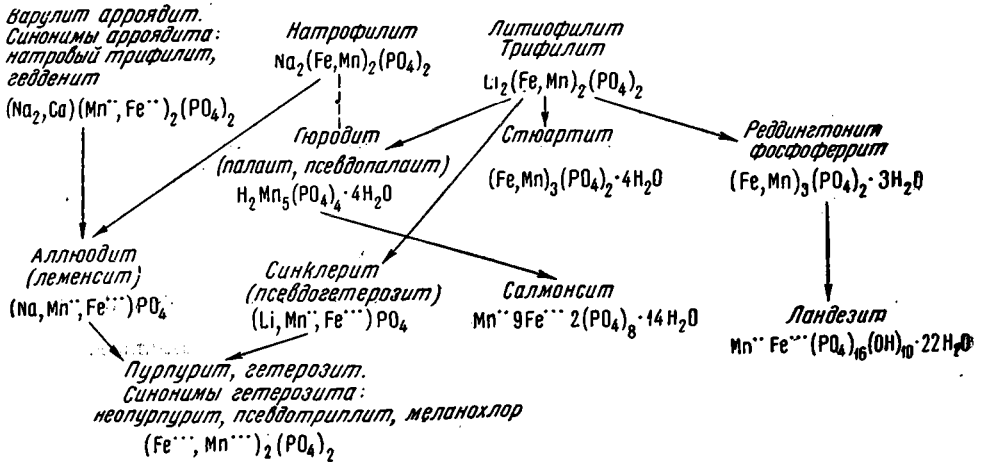 Варулит арроядит.
Синонимы арроядита:
натровый трифилит,
гедденит
(Na₂,Ca)(Mn¨,Fe¨)₂(PO₄)₂
Натрофилит
Na₂(Fe,Mn)₂(PO₄)₂
Литиофилит
Трифилит
Li₂(Fe,Mn)₂(PO₄)₂
Гюродит
(палаит, псевдопалаит)
H₂Mn₅(PO₄)₄·4H₂O
Стюартит
(Fe,Mn)₃(PO₄)₂·4H₂O
Реддингтонит
фосфоферрит
(Fe,Mn)₃(PO₄)₂·3H₂O
Аллюодит
(леменсит)
(Na,Mn¨,Fe˙˙˙)PO₄
Синклерит
(псевдогетерозит)
(Li,Mn¨,Fe˙˙˙)PO₄
Салмонсит
Mn¨9Fe˙˙˙2(PO₄)₈·14H₂O
Ландезит
Mn¨Fe˙˙˙(PO₄)₁₆(OH)₁₀·22H₂O
Пурпурит, гетерозит.
Синонимы гетерозита:
неопурпурит, псевдотриплит, меланохлор
(Fe˙˙˙, Mn˙˙˙)₂(PO₄)₂